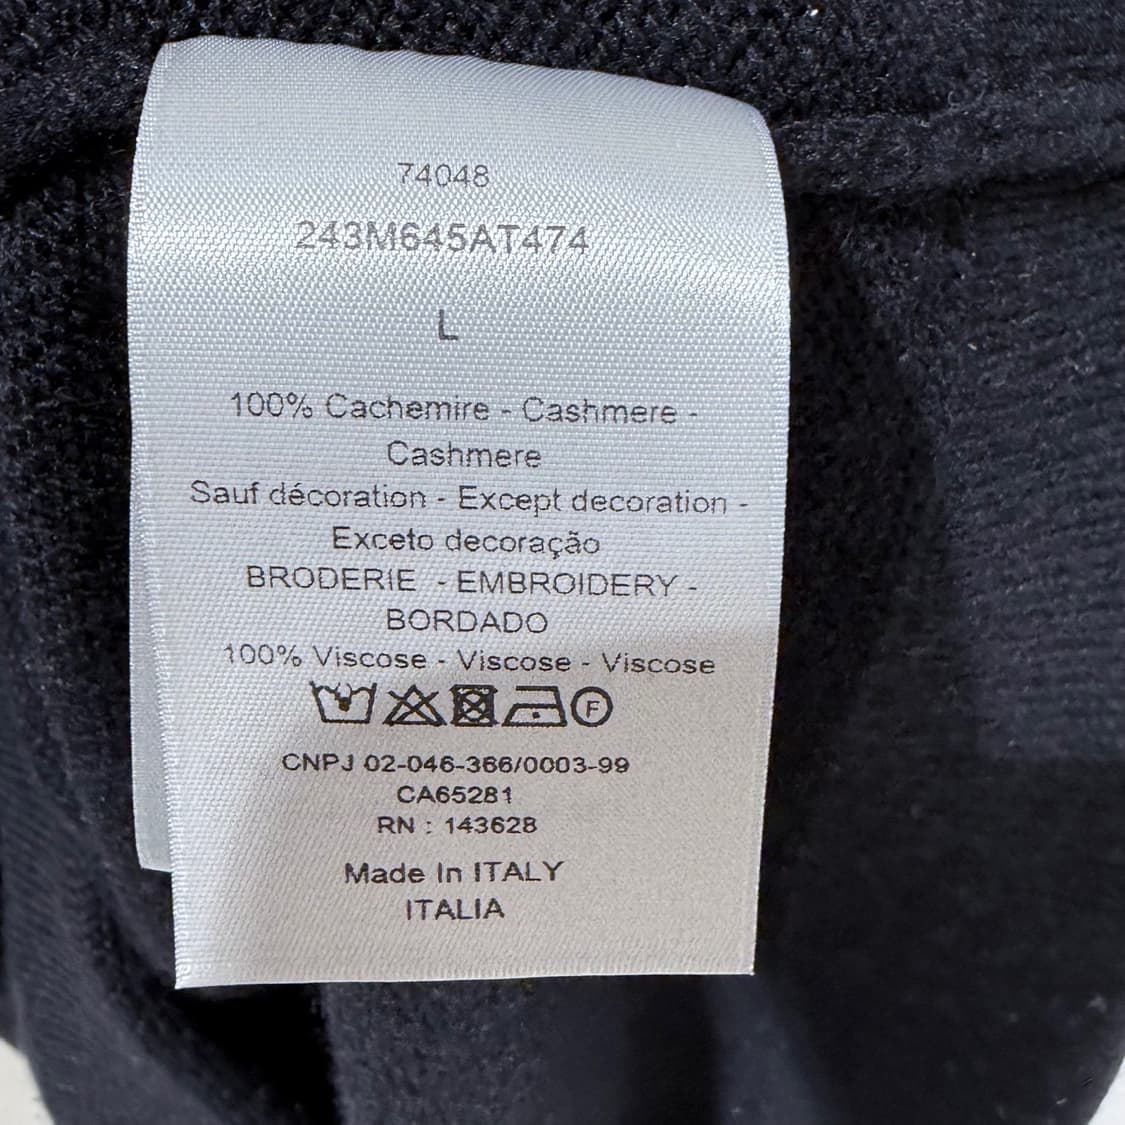 74048
243M645AT474
L
100% Cachemire - Cashmere -
Cashmere
Sauf décoration - Except decoration -
Exceto decoração
BRODERIE - EMBROIDERY -
BORDADO
100% Viscose - Viscose - Viscose
F
CNPJ 02-046-366/0003-99
CA65281
RN : 143628
Made In ITALY
ITALIA